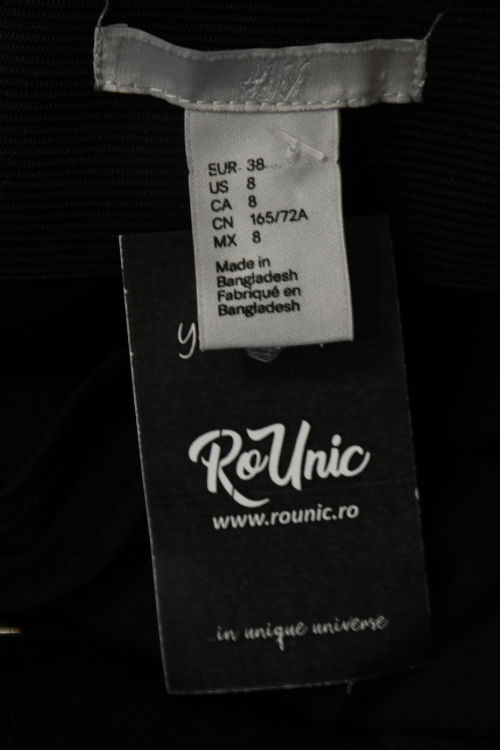 H&M
EUR 38
US 8
CA 8
CN 165/72A
MX 8
Made in
Bangladesh
Fabriqué en
Bangladesh
RoUnic
www.rounic.ro
...in unique universe